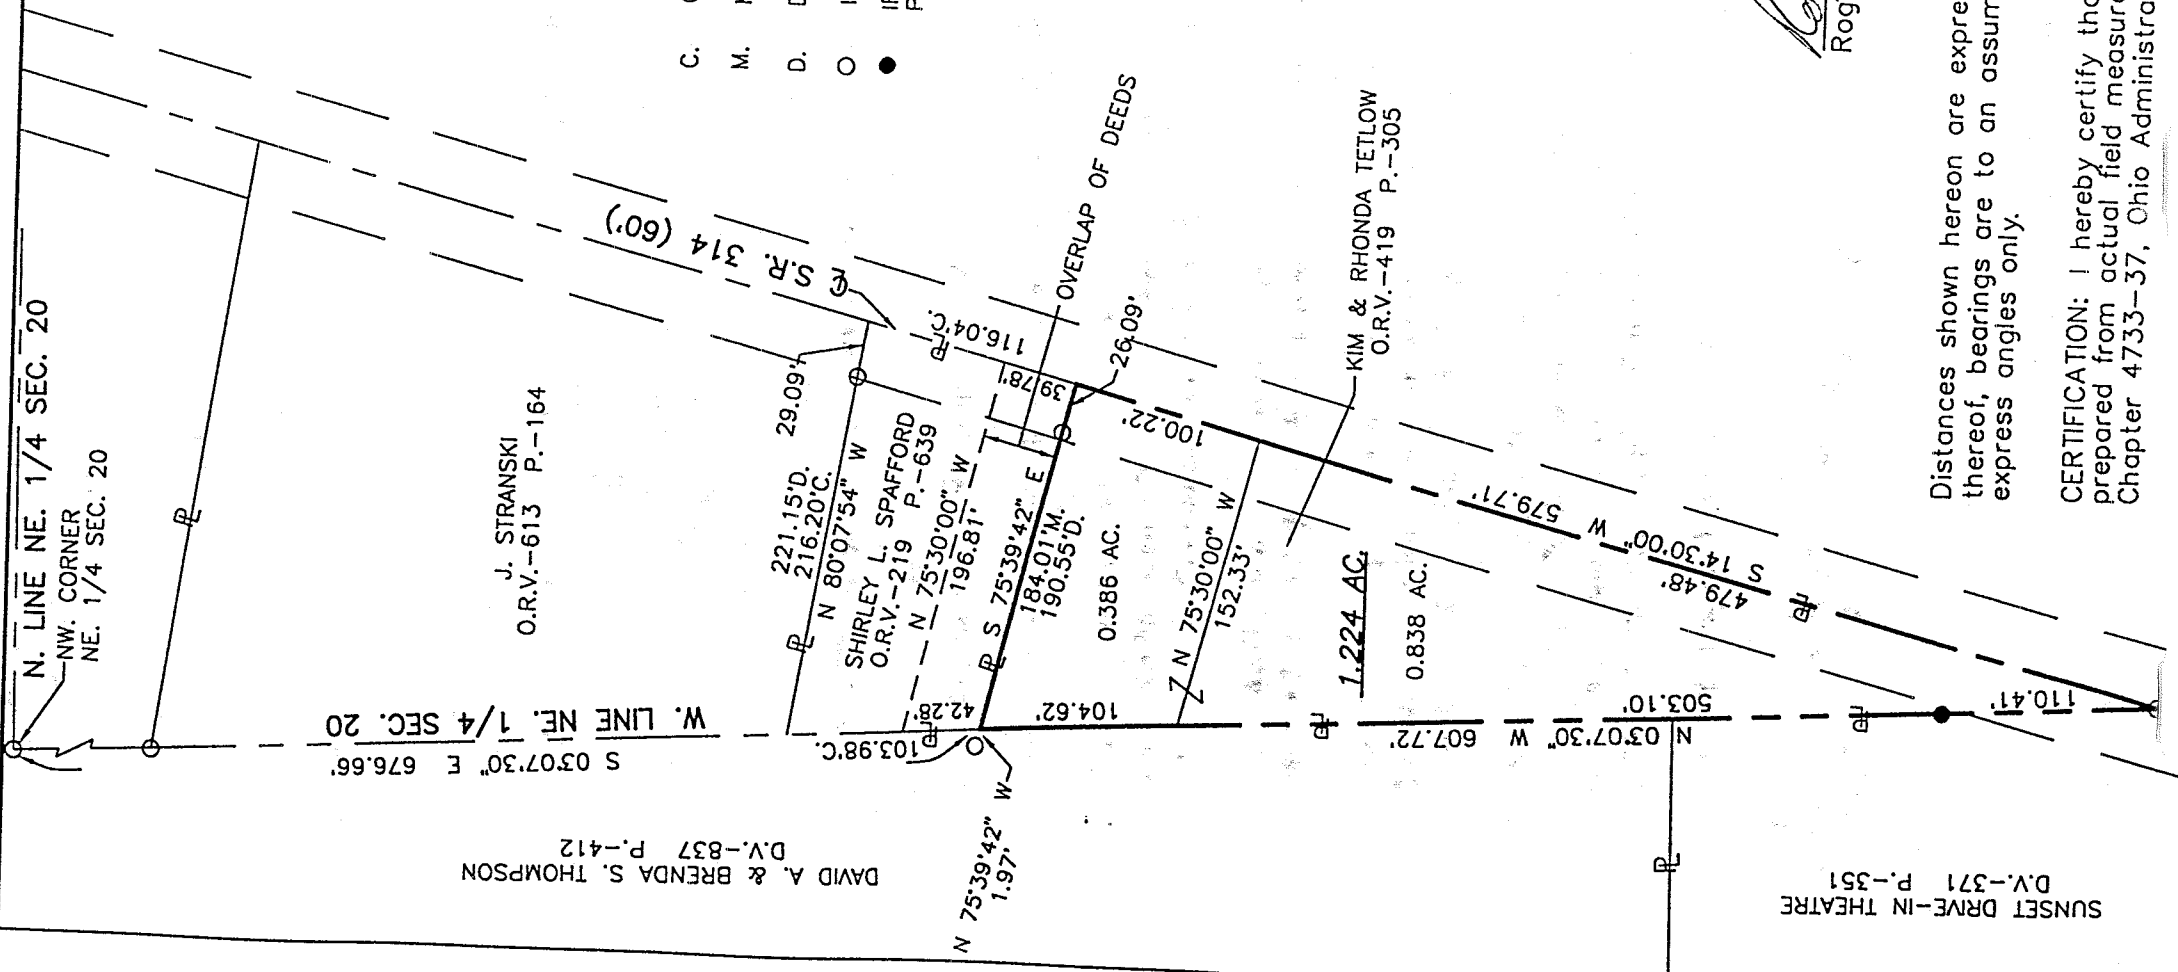 N. LINE NE. 1/4 SEC. 20
NW. CORNER
NE. 1/4 SEC. 20
J. STRANSKI
O.R.V.-613 P.-164
W. LINE NE. 1/4 SEC. 20
S 03°07'30" E 676.66'
DAVID A. & BRENDA S. THOMPSON
D.V.-837 P.-412
C.
M.
D.
℄ S.R. 314 (60')
29.09'
221.15'D.
216.20'C.
N 80°07'54" W
SHIRLEY L. SPAFFORD
O.R.V.-219 P.-639
N 75°30'00" W
196.81'
116.04'C.
39.78'
OVERLAP OF DEEDS
26.09'
S 75°39'42" E
184.01'M.
190.55'D.
0.386 AC.
103.98'C.
42.28'
104.62'
N 75°39'42" W
1.97'
100.22'
N 75°30'00" W
152.33'
KIM & RHONDA TETLOW
O.R.V.-419 P.-305
1.224 AC.
0.838 AC.
S 14°30'00" W 579.71'
479.48'
503.10'
N 03°07'30" W 607.72'
110.41'
SUNSET DRIVE-IN THEATRE
D.V.-371 P.-351
Rog
Distances shown hereon are expre
thereof, bearings are to an assum
express angles only.
CERTIFICATION: I hereby certify tha
prepared from actual field measure
Chapter 4733-37, Ohio Administra